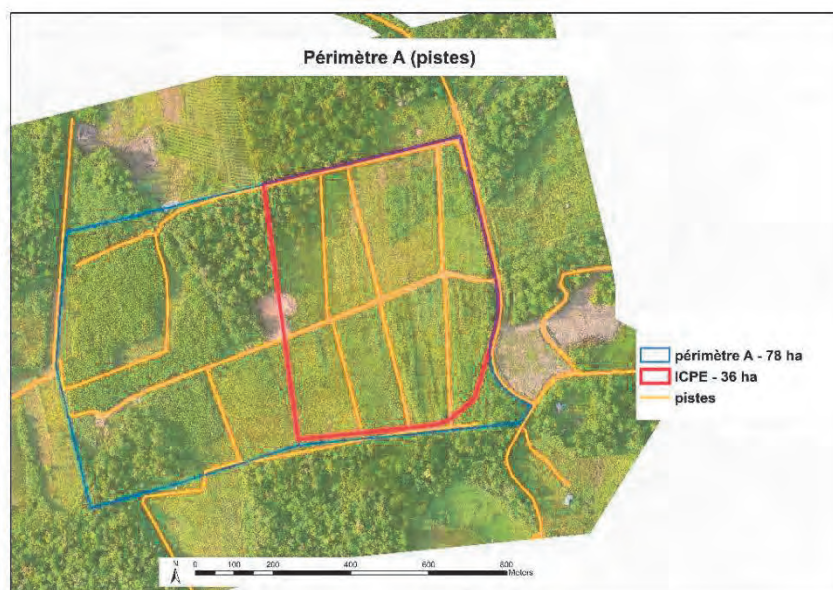 Périmètre A (pistes)
périmètre A - 78 ha
ICPE - 36 ha
pistes
N
0 100 200 400 600 800
Meters